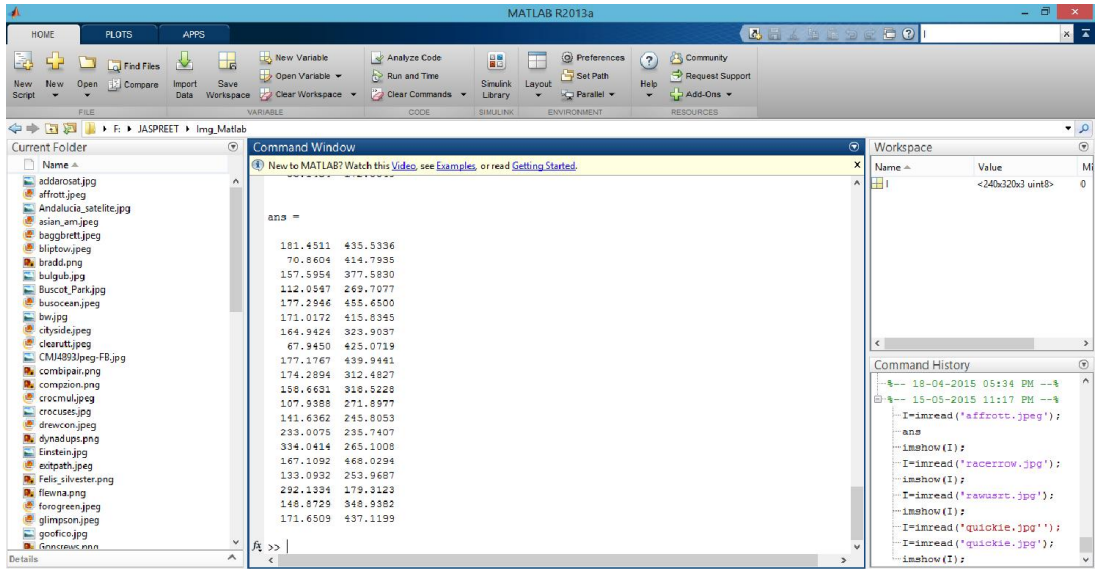 MATLAB R2013a
HOME PLOTS APPS
New Script
New
Open
Find Files
Compare
Import Data
Save Workspace
New Variable
Open Variable
Clear Workspace
Analyze Code
Run and Time
Clear Commands
Simulink Library
Layout
Preferences
Set Path
Parallel
Help
Community
Request Support
Add-Ons
FILE VARIABLE CODE SIMULINK ENVIRONMENT RESOURCES
F: JASPREET Img_Matlab
Current Folder
Name
addarosat.jpg
affrott.jpeg
Andalucia_satelite.jpg
asian_am.jpeg
baggbrett.jpeg
bliptow.jpeg
bradd.png
bulgub.jpg
Buscot_Park.jpg
busocean.jpeg
bw.jpg
cityside.jpeg
clearutt.jpeg
CMJ4893Jpeg-FB.jpg
combipair.png
compzion.png
crocmul.jpeg
crocuses.jpg
drewcon.jpeg
dynadups.png
Einstein.jpg
exitpath.jpeg
Felis_silvester.png
flewna.png
forogreen.jpeg
glimpson.jpeg
goofico.jpg
Details
Command Window
New to MATLAB? Watch this Video, see Examples, or read Getting Started.
ans =
181.4511 435.5336
70.8604 414.7935
157.5954 377.5830
112.0547 269.7077
177.2946 455.6500
171.0172 415.8345
164.9424 323.9037
67.9450 425.0719
177.1767 439.9441
174.2894 312.4827
158.6631 318.5228
107.9388 271.8977
141.6362 245.8053
233.0075 235.7407
334.0414 265.1008
167.1092 468.0294
133.0932 253.9687
292.1334 179.3123
148.8729 348.9382
171.6509 437.1199
fx >>
Workspace
Name Value Mi
I <240x320x3 uint8> 0
Command History
%-- 18-04-2015 05:34 PM --%
%-- 15-05-2015 11:17 PM --%
I=imread('affrott.jpeg');
ans
imshow(I);
I=imread('racerrow.jpg');
imshow(I);
I=imread('rawusrt.jpg');
imshow(I);
I=imread('quickie.jpg'');
I=imread('quickie.jpg');
imshow(I);